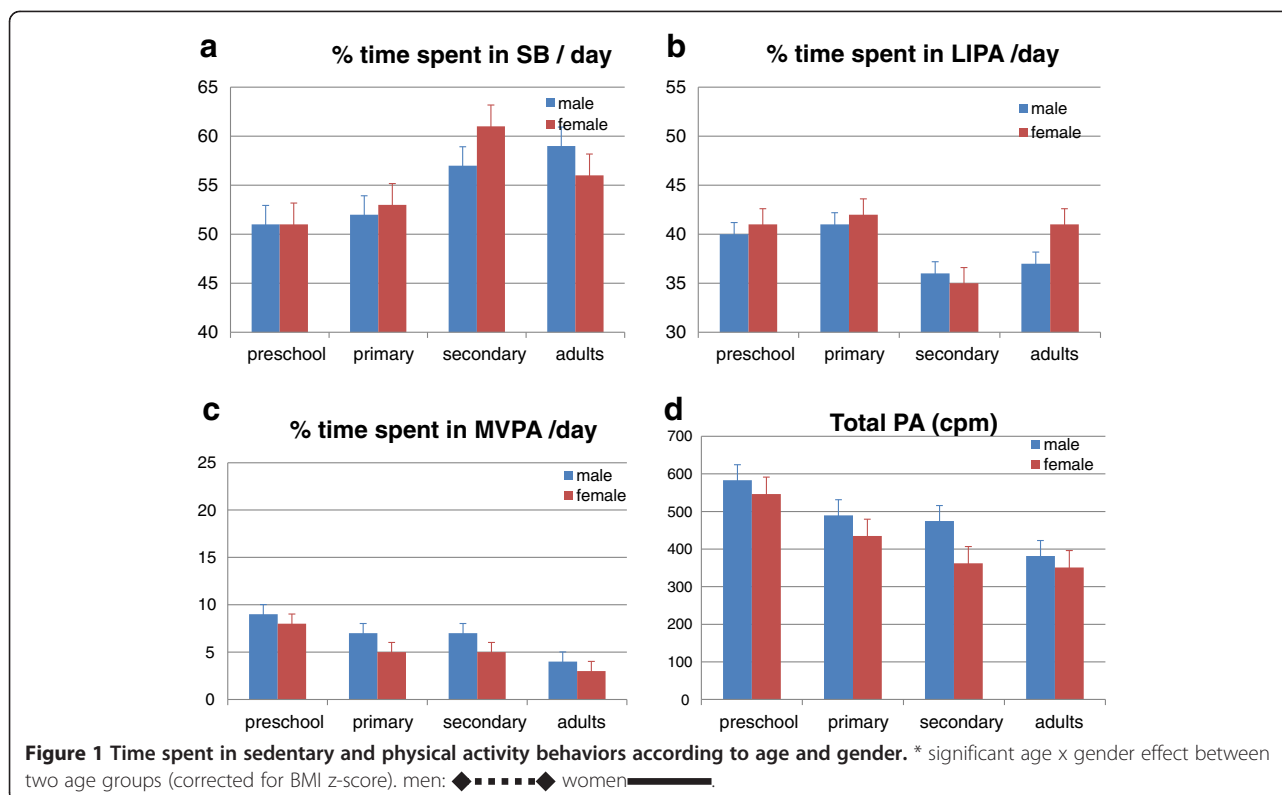 a
% time spent in SB / day
65
60
55
50
45
40
male
female
preschool primary secondary adults
b
% time spent in LIPA /day
55
50
45
40
35
30
male
female
preschool primary secondary adults
c
% time spent in MVPA /day
25
20
15
10
5
0
male
female
preschool primary secondary adults
d
Total PA (cpm)
700
600
500
400
300
200
100
0
male
female
preschool primary secondary adults
Figure 1 Time spent in sedentary and physical activity behaviors according to age and gender. * significant age x gender effect between
two age groups (corrected for BMI z-score). men: women .